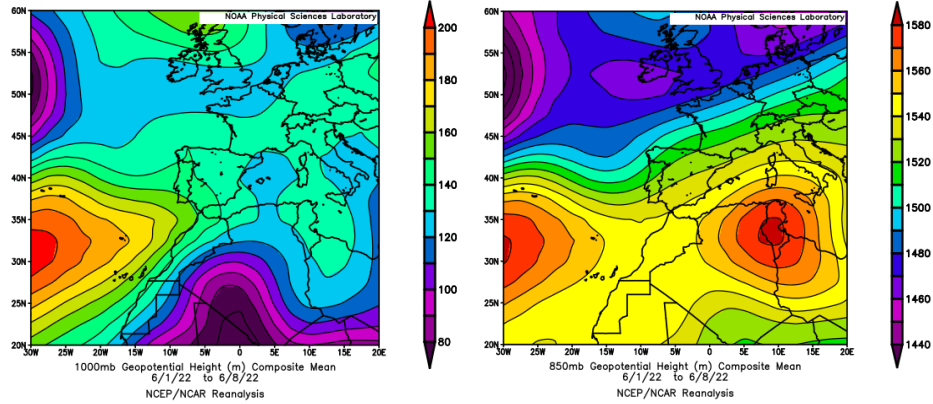 NOAA Physical Sciences Laboratory
60N
55N
50N
45N
40N
35N
30N
25N
20N
30W
25W
20W
15W
10W
5W
0
5E
10E
15E
20E
200
180
160
140
120
100
80
1000mb Geopotential Height (m) Composite Mean
6/1/22 to 6/8/22
NCEP/NCAR Reanalysis
NOAA Physical Sciences Laboratory
60N
55N
50N
45N
40N
35N
30N
25N
20N
30W
25W
20W
15W
10W
5W
0
5E
10E
15E
20E
1580
1560
1540
1520
1500
1480
1460
1440
850mb Geopotential Height (m) Composite Mean
6/1/22 to 6/8/22
NCEP/NCAR Reanalysis